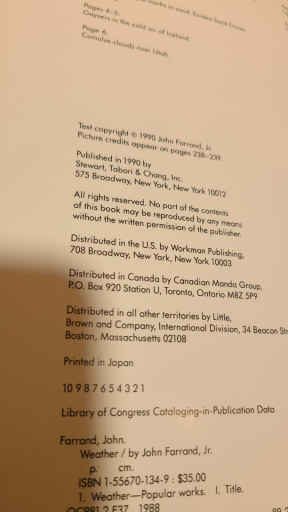 Pages 4-5:
Geysers in the cold air of Iceland.
Page 6:
Cumulus clouds over Utah.
Text copyright © 1990 John Farrand, Jr.
Picture credits appear on pages 238-239.
Published in 1990 by
Stewart, Tabori & Chang, Inc.
575 Broadway, New York, New York 10012
All rights reserved. No part of the contents
of this book may be reproduced by any means
without the written permission of the publisher.
Distributed in the U.S. by Workman Publishing,
708 Broadway, New York, New York 10003
Distributed in Canada by Canadian Manda Group,
P.O. Box 920 Station U, Toronto, Ontario M8Z 5P9
Distributed in all other territories by Little,
Brown and Company, International Division, 34 Beacon
Boston, Massachusetts 02108
Printed in Japan
10 9 8 7 6 5 4 3 2 1
Library of Congress Cataloging-in-Publication Data
Farrand, John.
Weather / by John Farrand, Jr.
p. cm.
ISBN 1-55670-134-9 : $35.00
1. Weather—Popular works. I. Title.
QC981.2.F37 1988